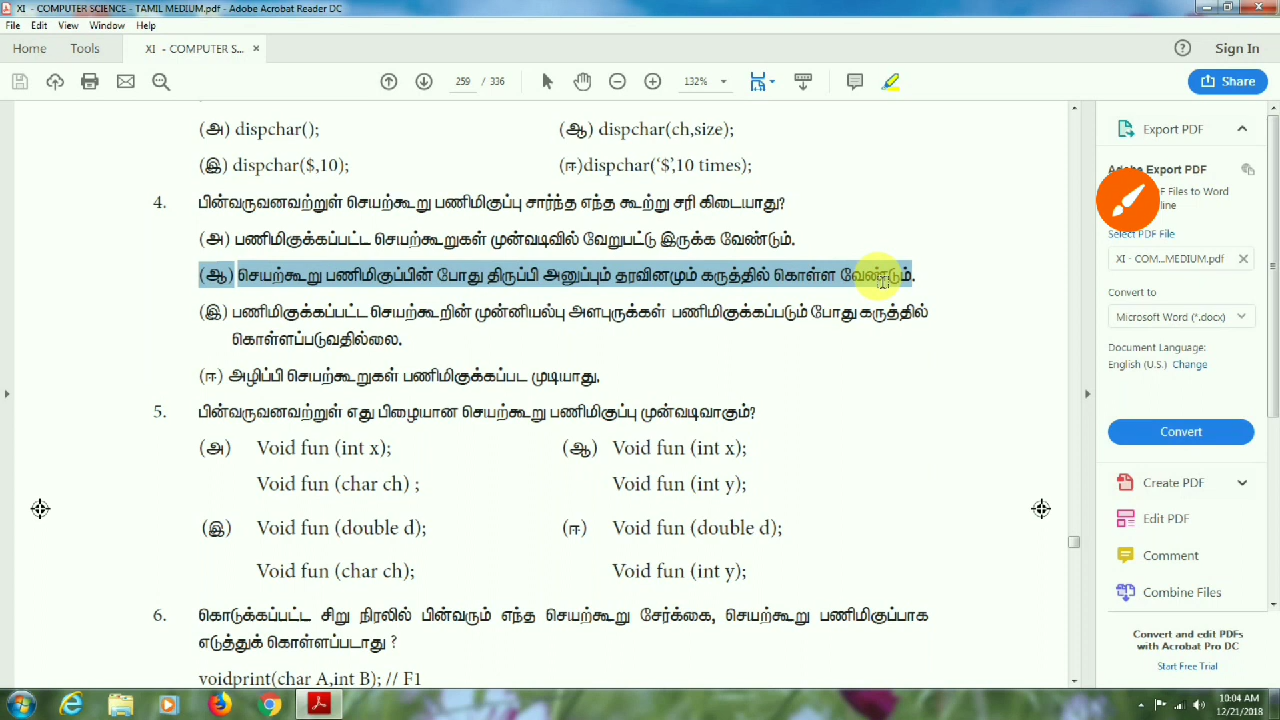 XI - COMPUTER SCIENCE - TAMIL MEDIUM.pdf - Adobe Acrobat Reader DC
File Edit View Window Help
Home Tools XI - COMPUTER S... × Sign In
259 / 336 132% Share
(அ) dispchar(); (ஆ) dispchar(ch,size);
(இ) dispchar($,10); (ஈ)dispchar('$',10 times);
4. பின்வருவனவற்றுள் செயற்கூறு பணிமிகுப்பு சார்ந்த எந்த கூற்று சரி கிடையாது?
(அ) பணிமிகுக்கப்பட்ட செயற்கூறுகள் முன்வடிவில் வேறுபட்டு இருக்க வேண்டும்.
(ஆ) செயற்கூறு பணிமிகுப்பின் போது திருப்பி அனுப்பும் தரவினமும் கருத்தில் கொள்ள வேண்டும்.
(இ) பணிமிகுக்கப்பட்ட செயற்கூறின் முன்னியல்பு அளபுருக்கள் பணிமிகுக்கப்படும் போது கருத்தில்
கொள்ளப்படுவதில்லை.
(ஈ) அழிப்பி செயற்கூறுகள் பணிமிகுக்கப்பட முடியாது.
5. பின்வருவனவற்றுள் எது பிழையான செயற்கூறு பணிமிகுப்பு முன்வடிவாகும்?
(அ) Void fun (int x); (ஆ) Void fun (int x);
Void fun (char ch) ; Void fun (int y);
(இ) Void fun (double d); (ஈ) Void fun (double d);
Void fun (char ch); Void fun (int y);
6. கொடுக்கப்பட்ட சிறு நிரலில் பின்வரும் எந்த செயற்கூறு சேர்க்கை, செயற்கூறு பணிமிகுப்பாக
எடுத்துக் கொள்ளப்படாது ?
voidprint(char A,int B); // F1
Export PDF
Adobe Export PDF
PDF Files to Word
Select PDF File
XI - COM...MEDIUM.pdf
Convert to
Microsoft Word (*.docx)
Document Language:
English (U.S.) Change
Convert
Create PDF
Edit PDF
Comment
Combine Files
Convert and edit PDFs
with Acrobat Pro DC
Start Free Trial
10:04 AM
12/21/2018